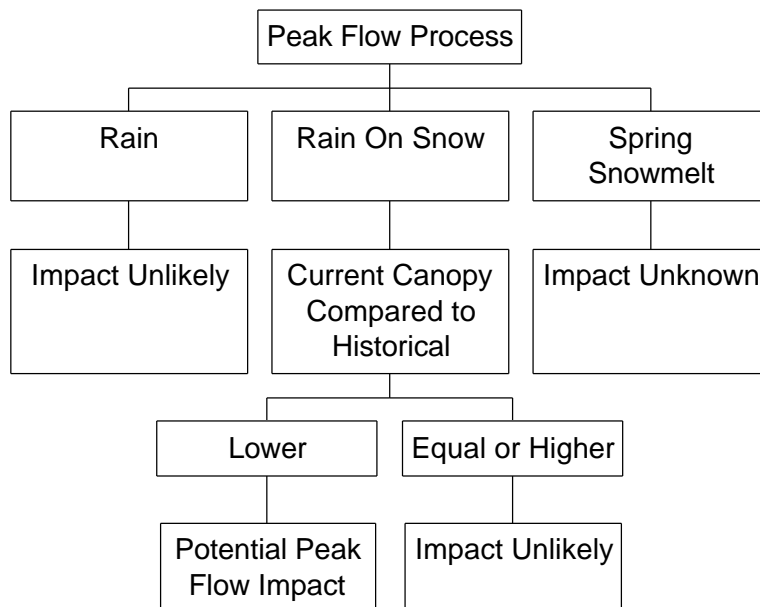 Peak Flow Process
Rain
Rain On Snow
Spring
Snowmelt
Impact Unlikely
Current Canopy
Compared to
Historical
Impact Unknown
Lower
Equal or Higher
Potential Peak
Flow Impact
Impact Unlikely